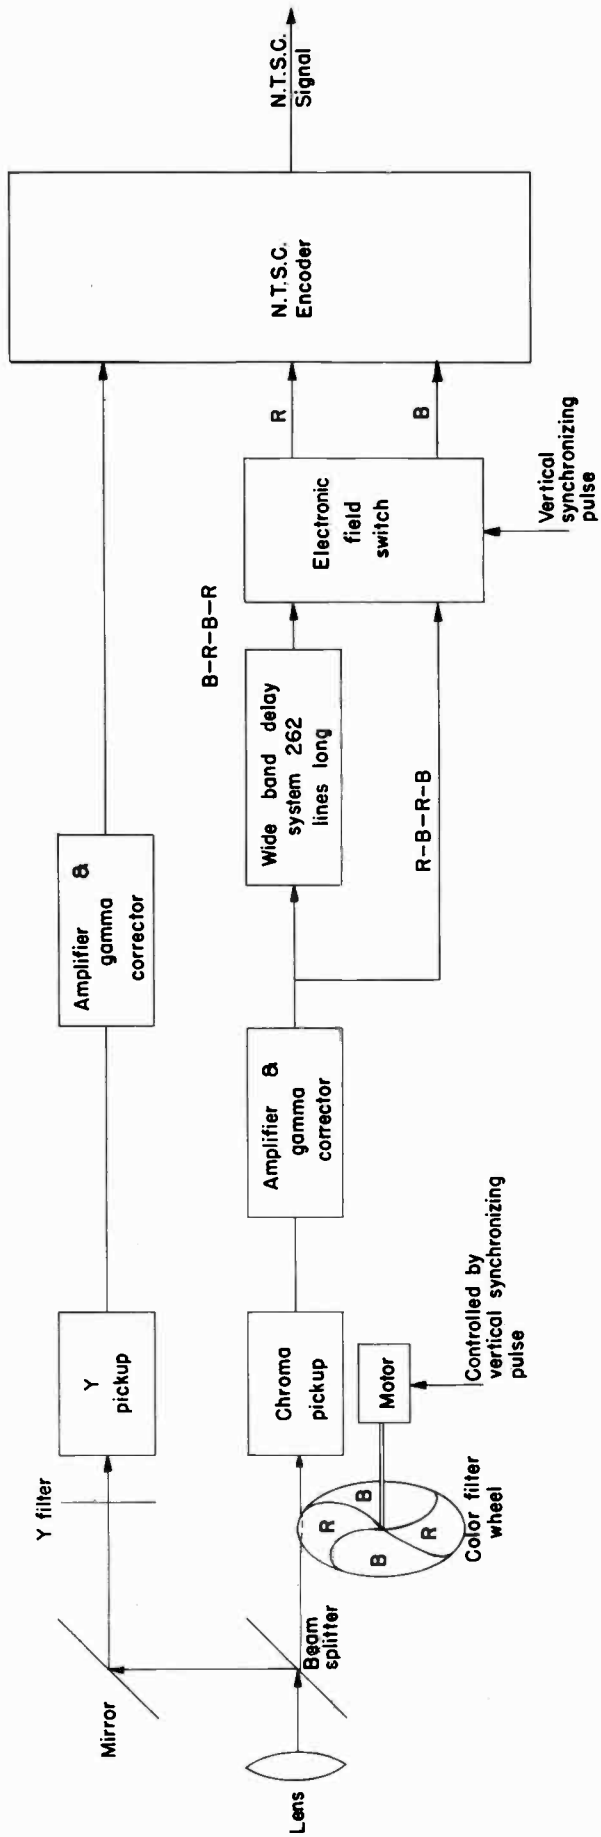 Lens
Mirror
Beam
splitter
Y filter
Y
pickup
Amplifier &
gamma
corrector
R
B
B
R
Color filter
wheel
Motor
Controlled by
vertical synchronizing
pulse
Chroma
pickup
Amplifier &
gamma
corrector
Wide band delay
system 262
lines long
B-R-B-R
R-B-R-B
Electronic
field
switch
Vertical
synchronizing
pulse
R
B
N.T.S.C.
Encoder
N.T.S.C.
Signal